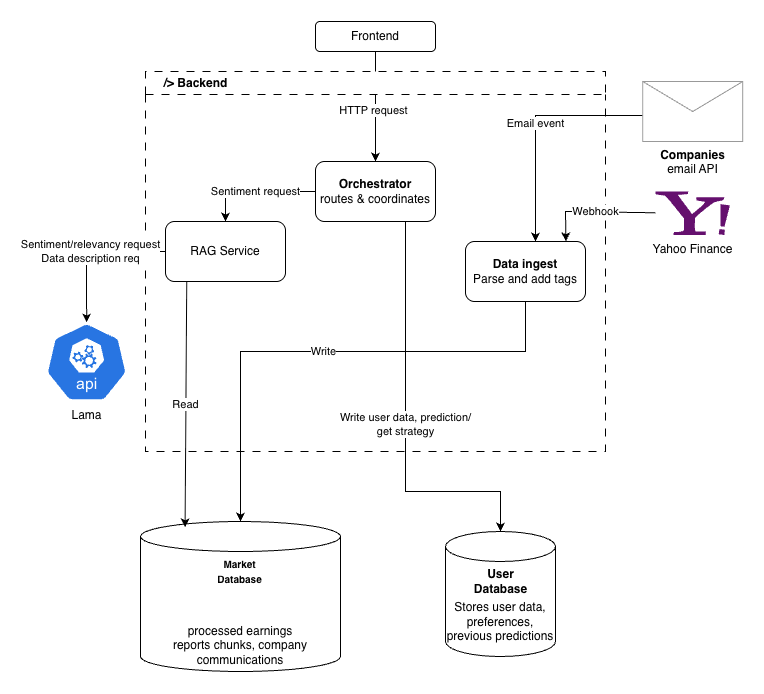 Frontend
/> Backend
HTTP request
Email event
Companies
email API
Orchestrator
routes & coordinates
Sentiment request
Y!
Webhook
Yahoo Finance
RAG Service
Sentiment/relevancy request
Data description req
Data ingest
Parse and add tags
api
Lama
Write
Read
Write user data, prediction/
get strategy
Market
Database
processed earnings
reports chunks, company
communications
User
Database
Stores user data,
preferences,
previous predictions